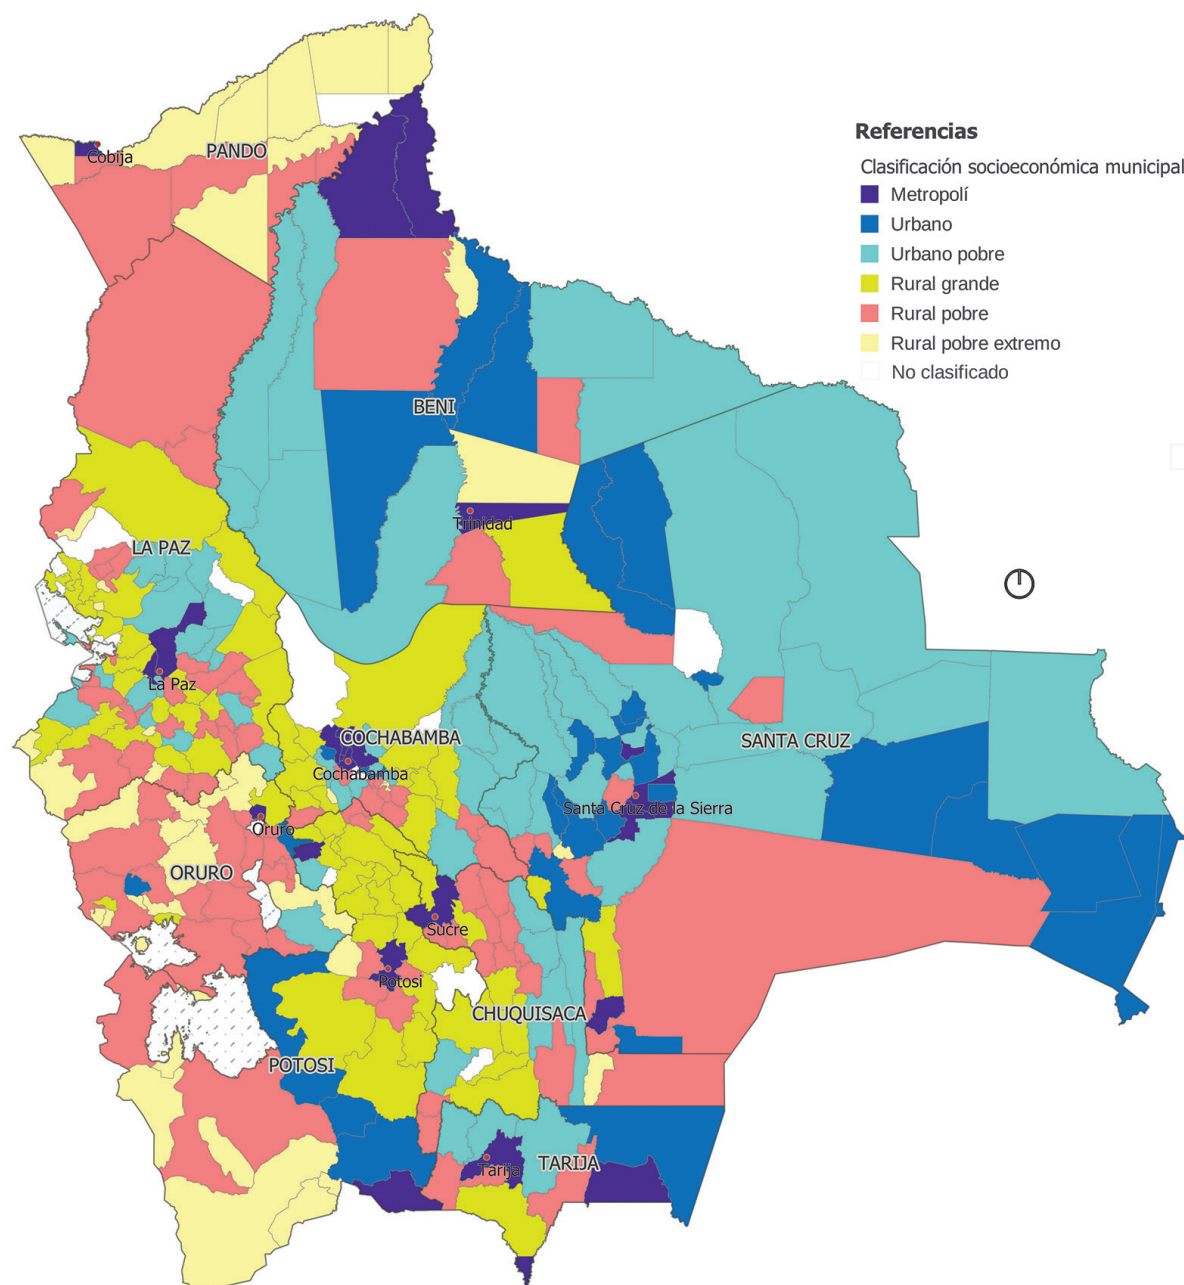 Referencias
Clasificación socioeconómica municipal
Metropolí
Urbano
Urbano pobre
Rural grande
Rural pobre
Rural pobre extremo
No clasificado
PANDO
Cobija
BENI
Trinidad
LA PAZ
La Paz
COCHABAMBA
Cochabamba
SANTA CRUZ
Santa Cruz de la Sierra
Oruro
ORURO
Sucre
Potosi
CHUQUISACA
POTOSI
Tarija
TARIJA